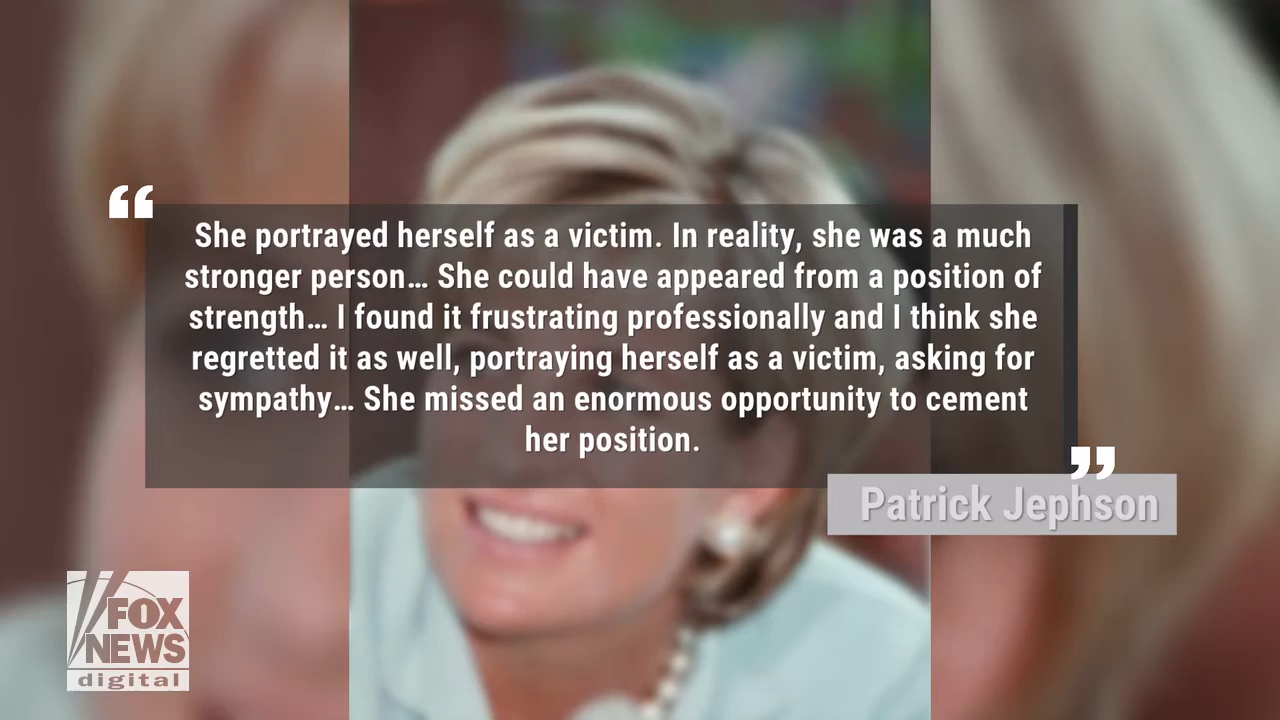 “
She portrayed herself as a victim. In reality, she was a much
stronger person… She could have appeared from a position of
strength… I found it frustrating professionally and I think she
regretted it as well, portraying herself as a victim, asking for
sympathy… She missed an enormous opportunity to cement
her position.
”
Patrick Jephson
FOX
NEWS
digital